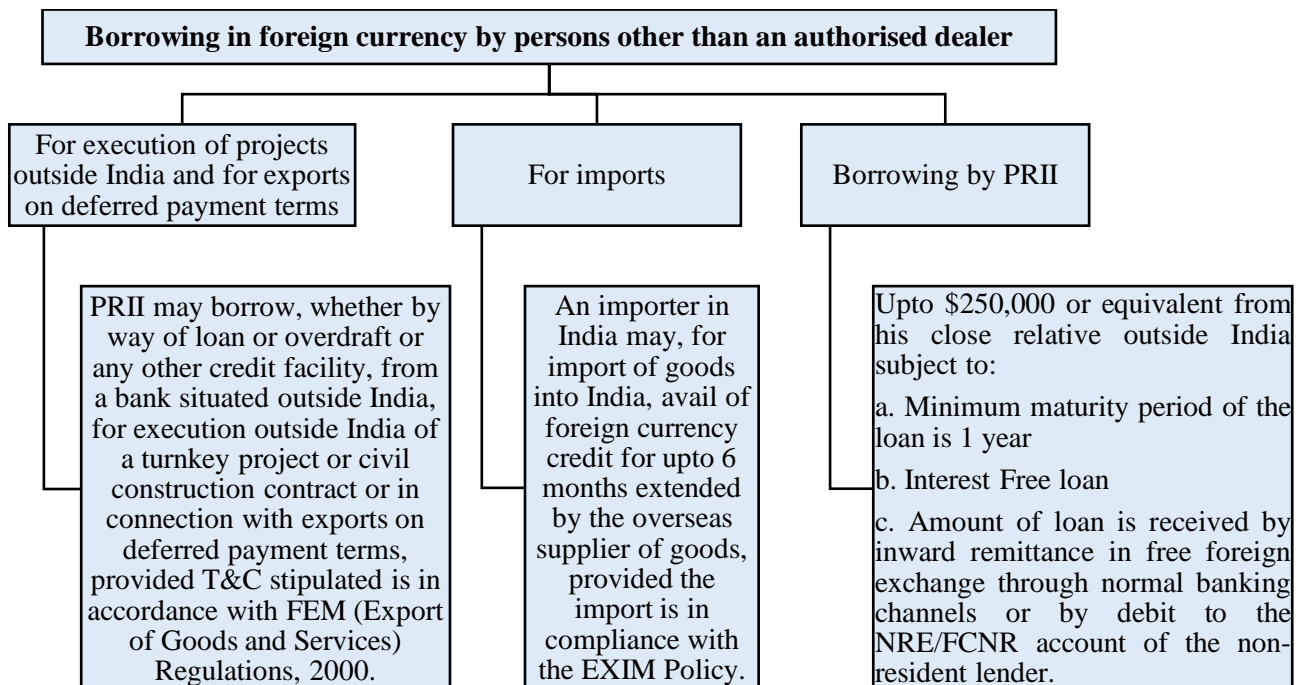 Borrowing in foreign currency by persons other than an authorised dealer
For execution of projects
outside India and for exports
on deferred payment terms
For imports
Borrowing by PRII
PRII may borrow, whether by
way of loan or overdraft or
any other credit facility, from
a bank situated outside India,
for execution outside India of
a turnkey project or civil
construction contract or in
connection with exports on
deferred payment terms,
provided T&C stipulated is in
accordance with FEM (Export
of Goods and Services)
Regulations, 2000.
An importer in
India may, for
import of goods
into India, avail of
foreign currency
credit for upto 6
months extended
by the overseas
supplier of goods,
provided the
import is in
compliance with
the EXIM Policy.
Upto $250,000 or equivalent from
his close relative outside India
subject to:
a. Minimum maturity period of the
loan is 1 year
b. Interest Free loan
c. Amount of loan is received by
inward remittance in free foreign
exchange through normal banking
channels or by debit to the
NRE/FCNR account of the non-
resident lender.